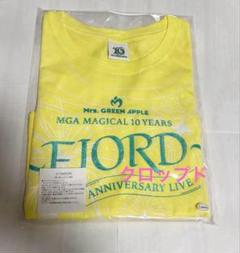 Mrs. GREEN APPLE
MGA MAGICAL 10 YEARS
FJORD
クロップド
ANNIVERSARY LIVE